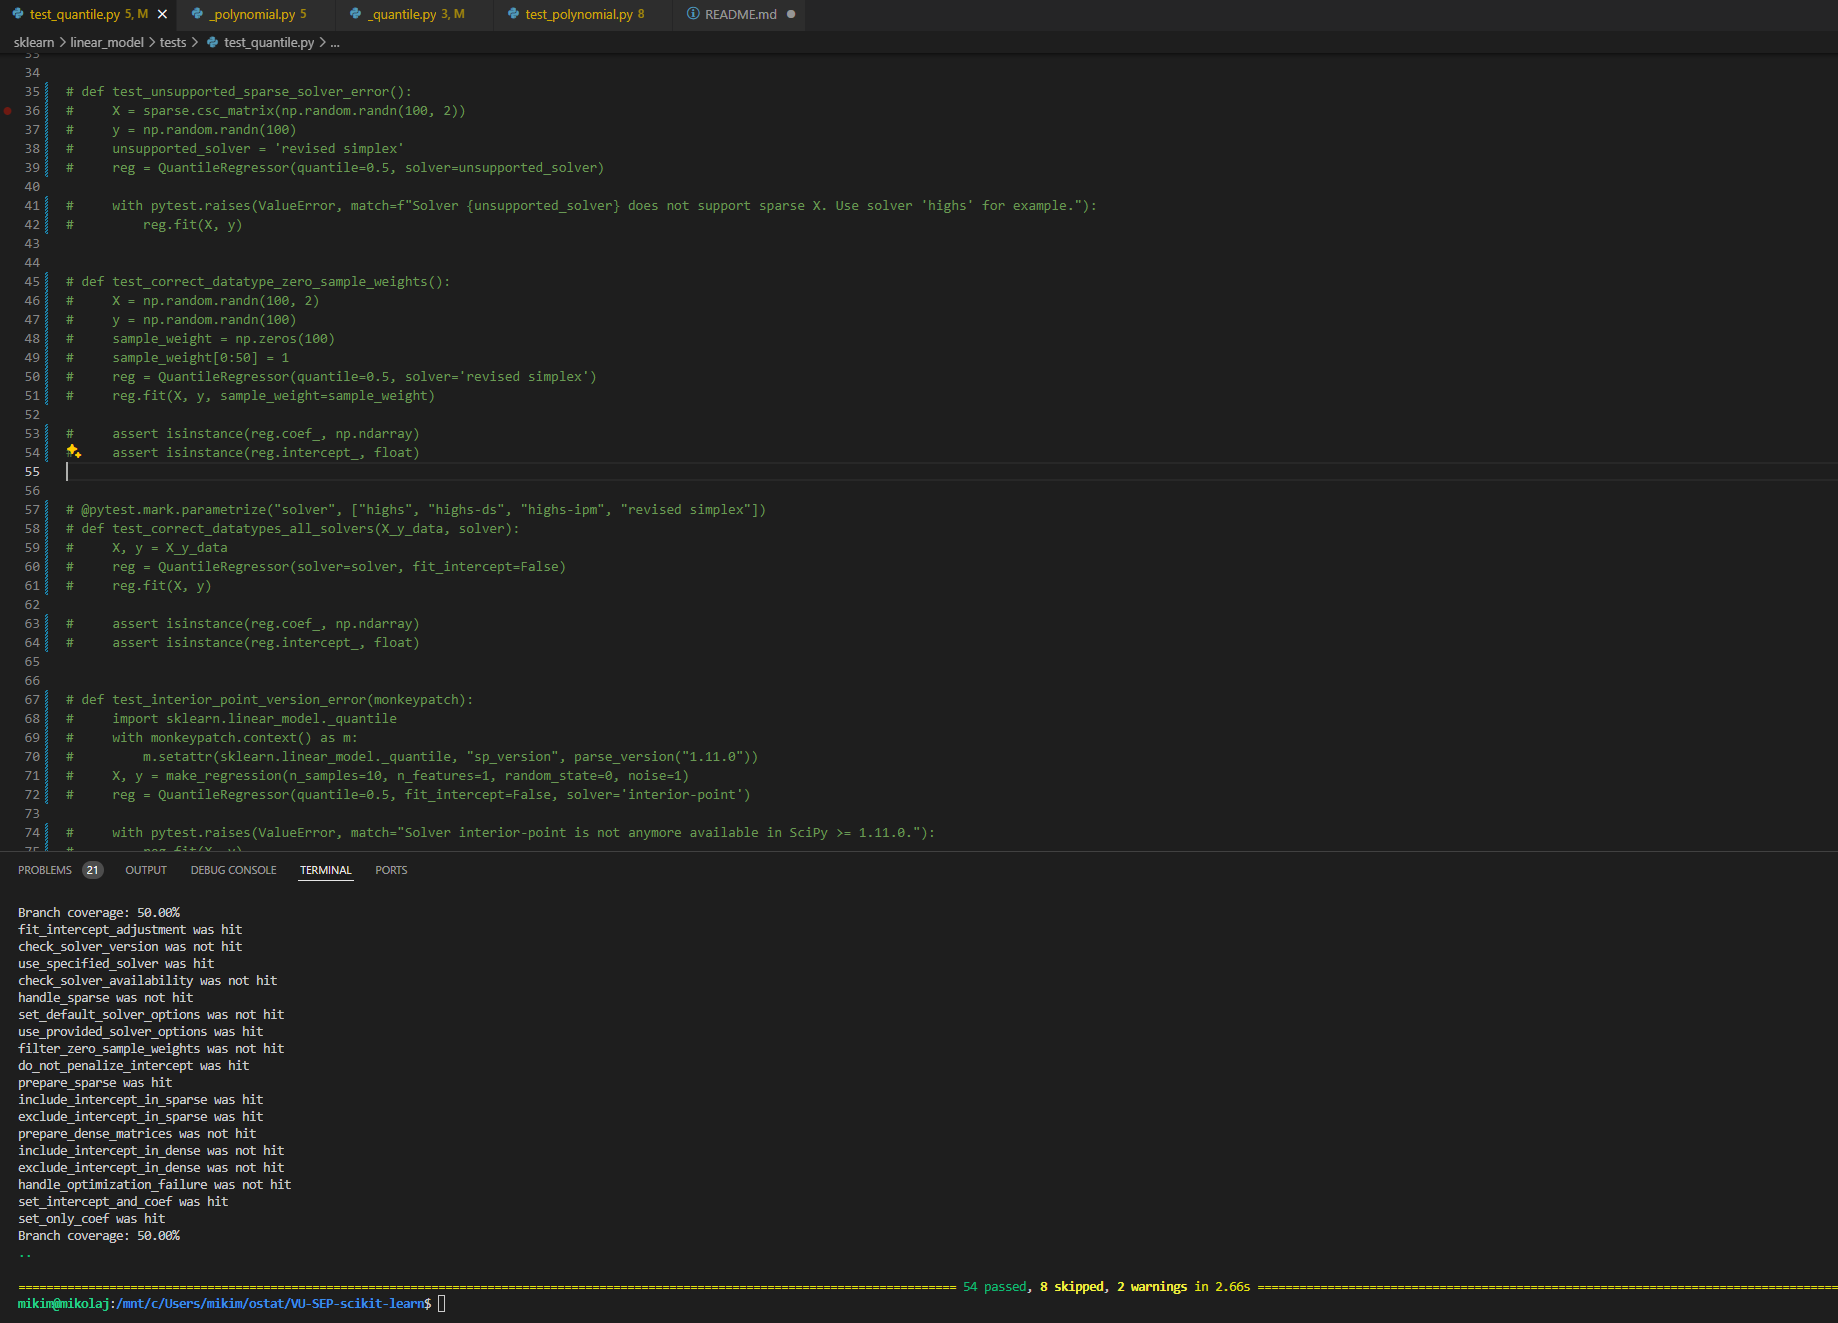 test_quantile.py 5, M
_polynomial.py 5
_quantile.py 3, M
test_polynomial.py 8
README.md
sklearn > linear_model > tests > test_quantile.py > ...
33
34
35 # def test_unsupported_sparse_solver_error():
36 #     X = sparse.csc_matrix(np.random.randn(100, 2))
37 #     y = np.random.randn(100)
38 #     unsupported_solver = 'revised simplex'
39 #     reg = QuantileRegressor(quantile=0.5, solver=unsupported_solver)
40
41 #     with pytest.raises(ValueError, match=f"Solver {unsupported_solver} does not support sparse X. Use solver 'highs' for example."):
42 #         reg.fit(X, y)
43
44
45 # def test_correct_datatype_zero_sample_weights():
46 #     X = np.random.randn(100, 2)
47 #     y = np.random.randn(100)
48 #     sample_weight = np.zeros(100)
49 #     sample_weight[0:50] = 1
50 #     reg = QuantileRegressor(quantile=0.5, solver='revised simplex')
51 #     reg.fit(X, y, sample_weight=sample_weight)
52
53 #     assert isinstance(reg.coef_, np.ndarray)
54 #     assert isinstance(reg.intercept_, float)
55
56
57 # @pytest.mark.parametrize("solver", ["highs", "highs-ds", "highs-ipm", "revised simplex"])
58 # def test_correct_datatypes_all_solvers(X_y_data, solver):
59 #     X, y = X_y_data
60 #     reg = QuantileRegressor(solver=solver, fit_intercept=False)
61 #     reg.fit(X, y)
62
63 #     assert isinstance(reg.coef_, np.ndarray)
64 #     assert isinstance(reg.intercept_, float)
65
66
67 # def test_interior_point_version_error(monkeypatch):
68 #     import sklearn.linear_model._quantile
69 #     with monkeypatch.context() as m:
70 #         m.setattr(sklearn.linear_model._quantile, "sp_version", parse_version("1.11.0"))
71 #     X, y = make_regression(n_samples=10, n_features=1, random_state=0, noise=1)
72 #     reg = QuantileRegressor(quantile=0.5, fit_intercept=False, solver='interior-point')
73
74 #     with pytest.raises(ValueError, match="Solver interior-point is not anymore available in SciPy >= 1.11.0."):
75 #         reg.fit(X, y)
PROBLEMS 21 OUTPUT DEBUG CONSOLE TERMINAL PORTS
Branch coverage: 50.00%
fit_intercept_adjustment was hit
check_solver_version was not hit
use_specified_solver was hit
check_solver_availability was not hit
handle_sparse was not hit
set_default_solver_options was not hit
use_provided_solver_options was hit
filter_zero_sample_weights was not hit
do_not_penalize_intercept was hit
prepare_sparse was hit
include_intercept_in_sparse was hit
exclude_intercept_in_sparse was hit
prepare_dense_matrices was not hit
include_intercept_in_dense was not hit
exclude_intercept_in_dense was not hit
handle_optimization_failure was not hit
set_intercept_and_coef was hit
set_only_coef was hit
Branch coverage: 50.00%
..
54 passed, 8 skipped, 2 warnings in 2.66s
mikim@mikolaj:/mnt/c/Users/mikim/ostat/VU-SEP-scikit-learn$